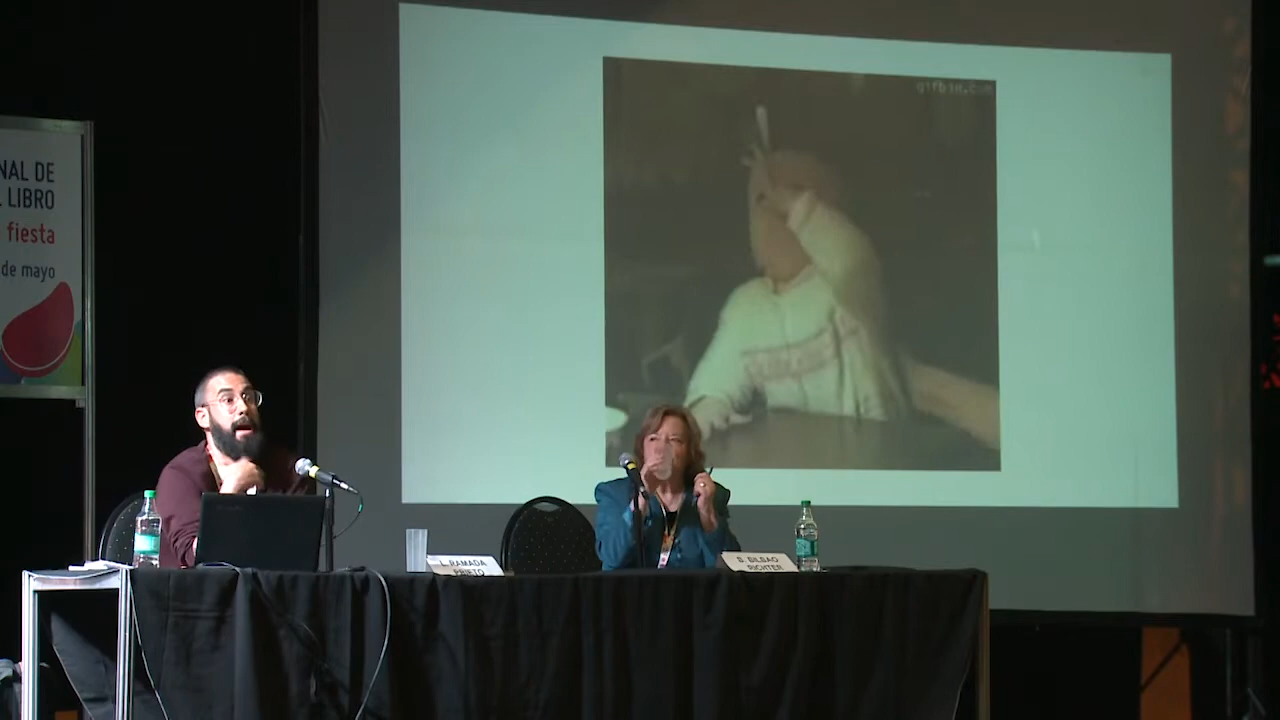 NAL DE
L LIBRO
fiesta
de mayo
gifbin.com
L. RAMADA
PRIETO
S. BILBAO
RICHTER